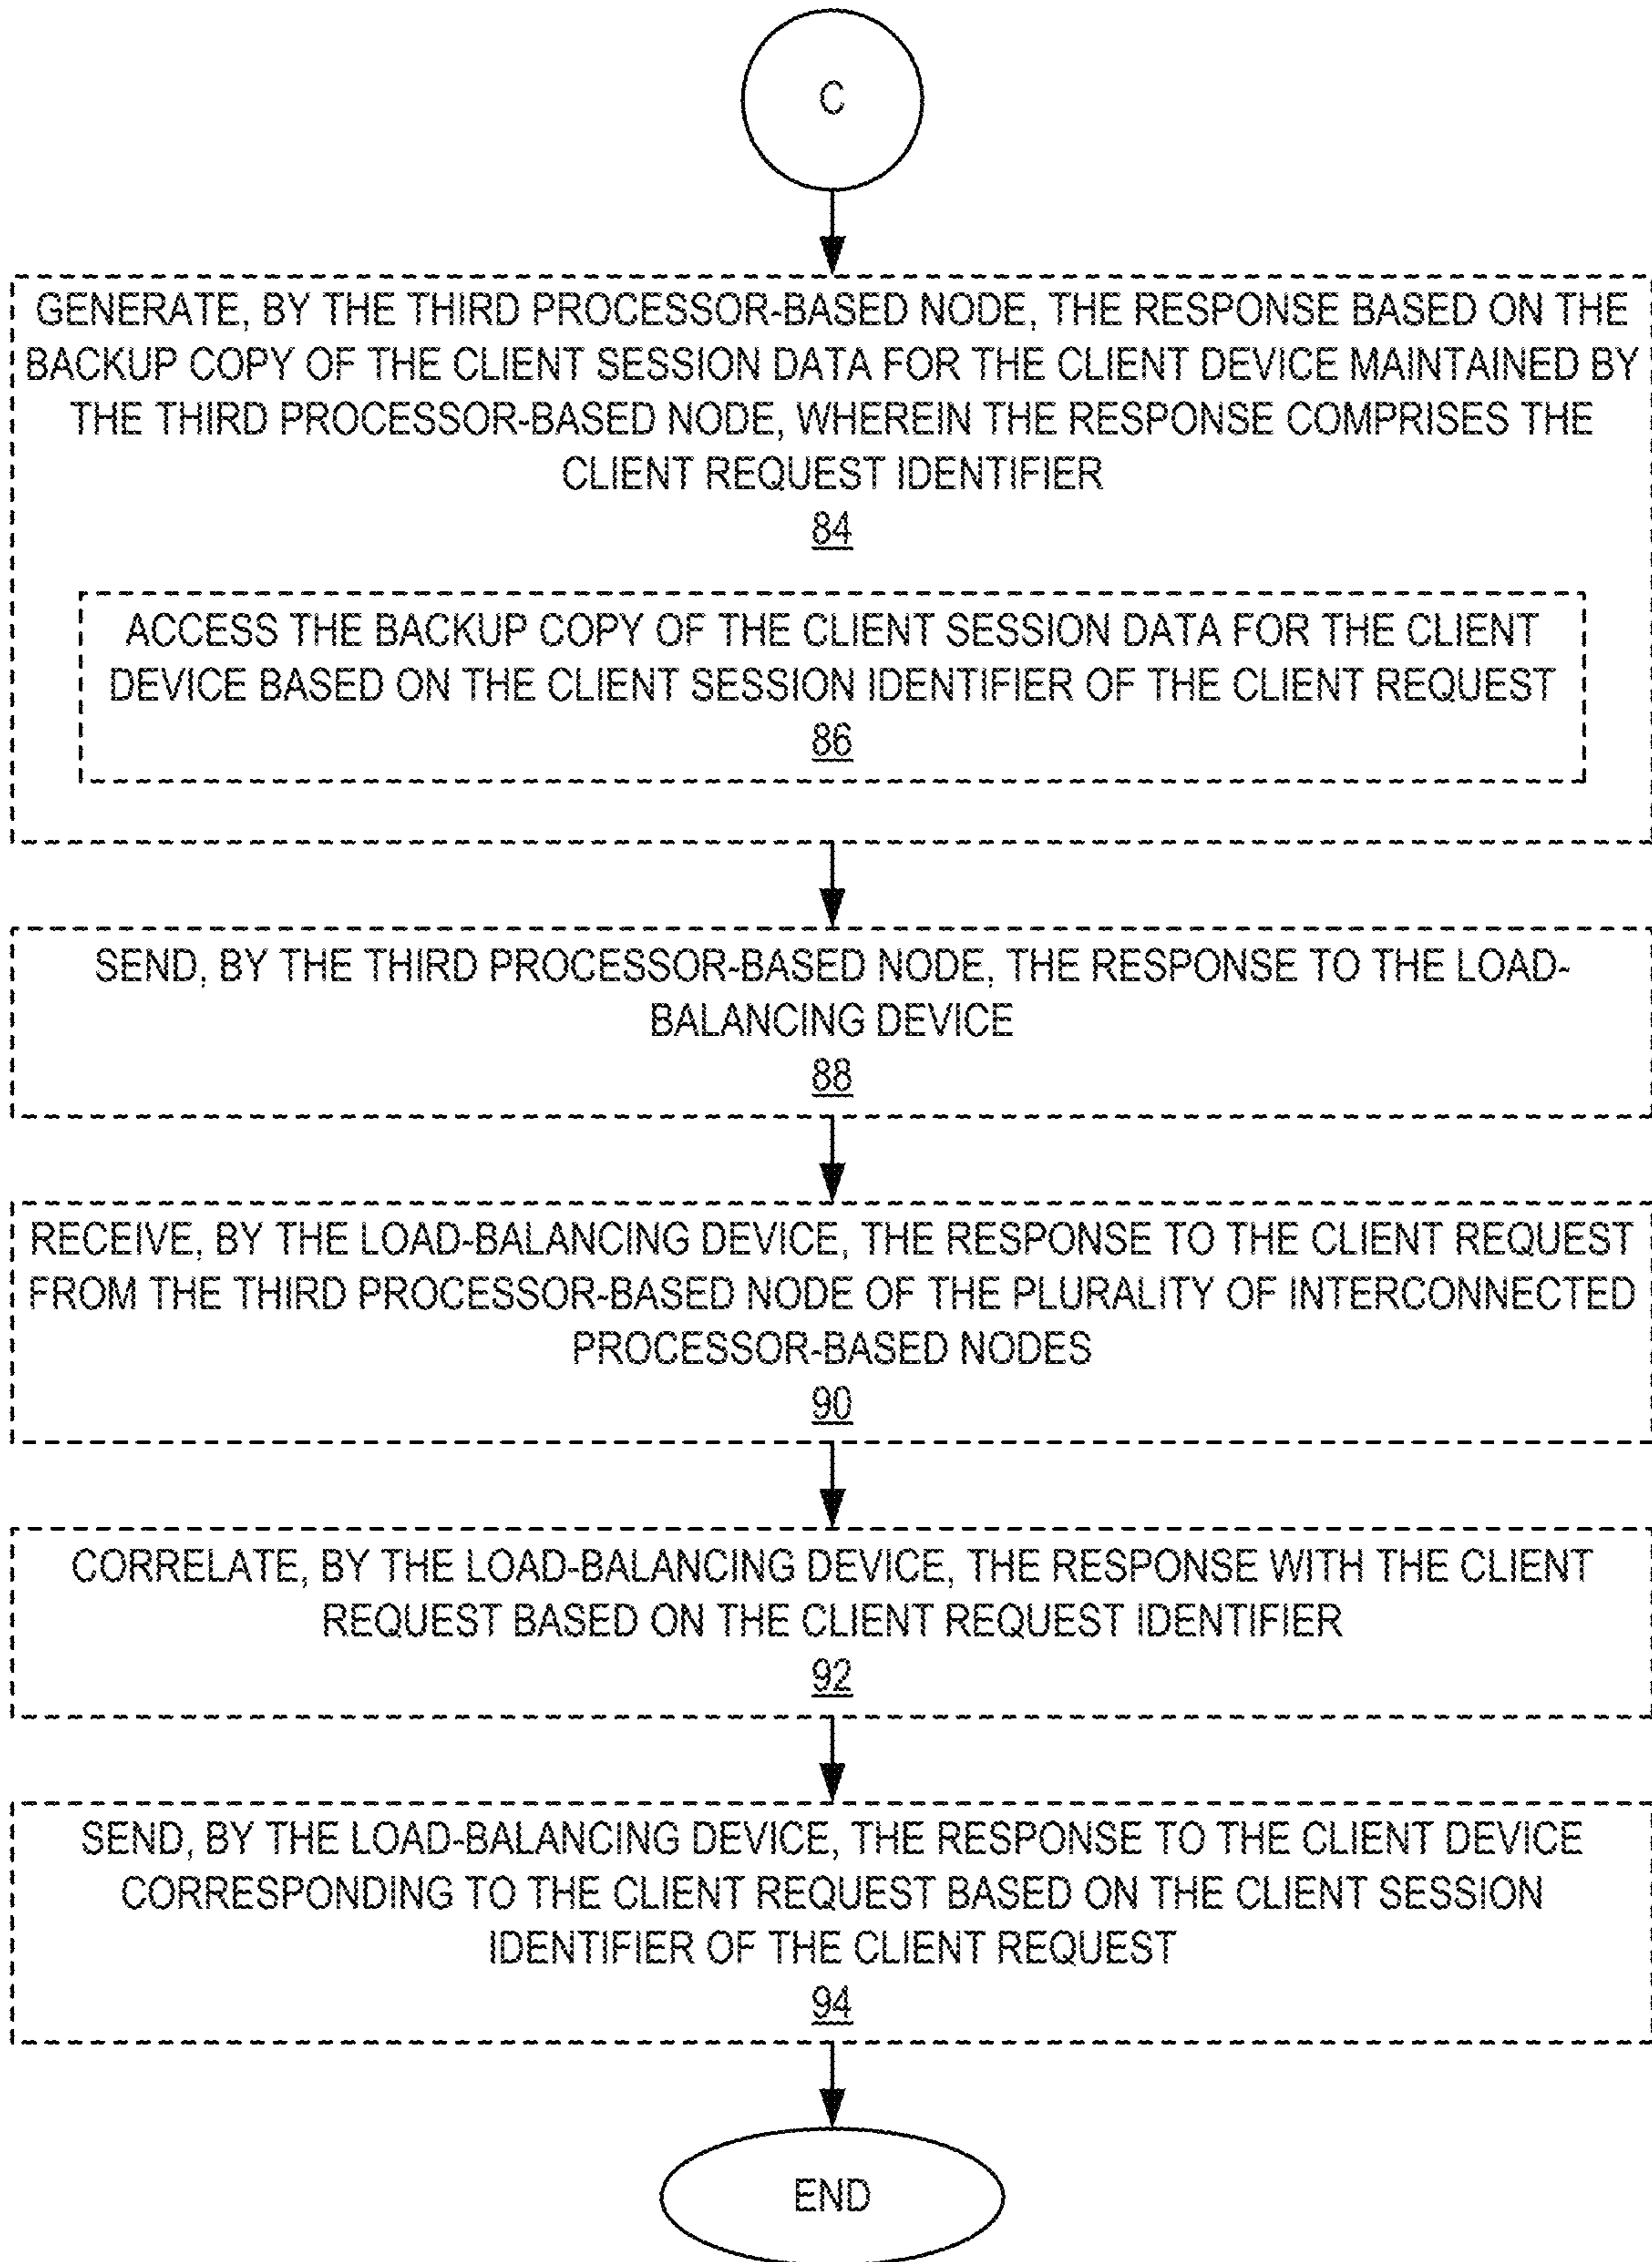 C
GENERATE, BY THE THIRD PROCESSOR-BASED NODE, THE RESPONSE BASED ON THE
BACKUP COPY OF THE CLIENT SESSION DATA FOR THE CLIENT DEVICE MAINTAINED BY
THE THIRD PROCESSOR-BASED NODE, WHEREIN THE RESPONSE COMPRISES THE
CLIENT REQUEST IDENTIFIER
84
ACCESS THE BACKUP COPY OF THE CLIENT SESSION DATA FOR THE CLIENT
DEVICE BASED ON THE CLIENT SESSION IDENTIFIER OF THE CLIENT REQUEST
86
SEND, BY THE THIRD PROCESSOR-BASED NODE, THE RESPONSE TO THE LOAD-
BALANCING DEVICE
88
RECEIVE, BY THE LOAD-BALANCING DEVICE, THE RESPONSE TO THE CLIENT REQUEST
FROM THE THIRD PROCESSOR-BASED NODE OF THE PLURALITY OF INTERCONNECTED
PROCESSOR-BASED NODES
90
CORRELATE, BY THE LOAD-BALANCING DEVICE, THE RESPONSE WITH THE CLIENT
REQUEST BASED ON THE CLIENT REQUEST IDENTIFIER
92
SEND, BY THE LOAD-BALANCING DEVICE, THE RESPONSE TO THE CLIENT DEVICE
CORRESPONDING TO THE CLIENT REQUEST BASED ON THE CLIENT SESSION
IDENTIFIER OF THE CLIENT REQUEST
94
END